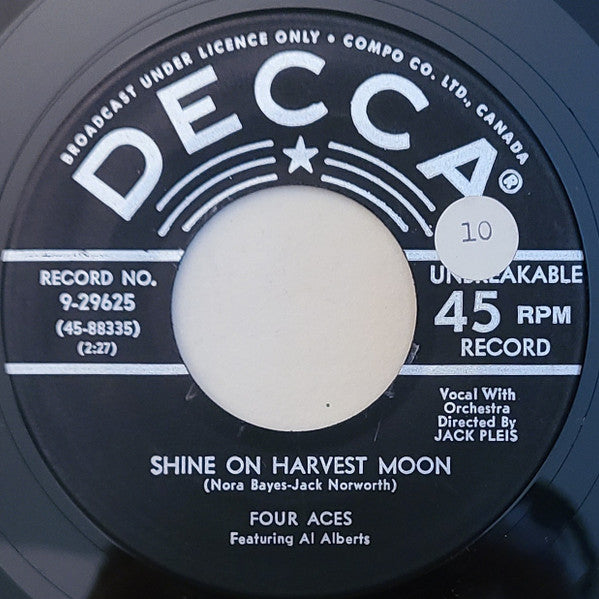 BROADCAST UNDER LICENCE ONLY • COMPO CO. LTD., CANADA
DECCA®
10
RECORD NO.
9-29625
(45-88335)
(2:27)
UNBREAKABLE
45 RPM
RECORD
Vocal With
Orchestra
Directed By
JACK PLEIS
SHINE ON HARVEST MOON
(Nora Bayes-Jack Norworth)
FOUR ACES
Featuring Al Alberts